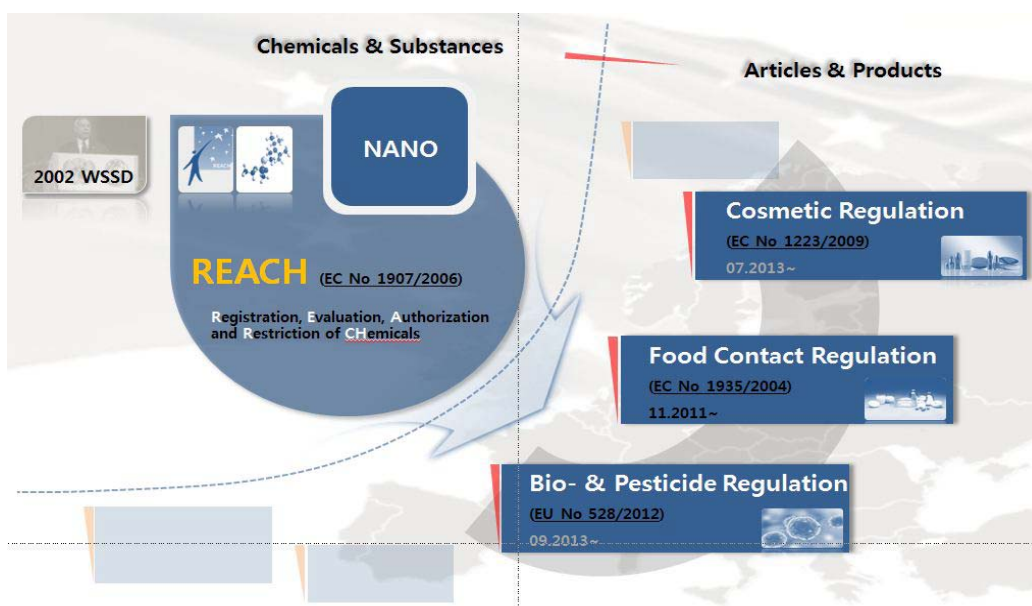 Chemicals & Substances
Articles & Products
2002 WSSD
REACH
NANO
REACH (EC No 1907/2006)
Registration, Evaluation, Authorization
and Restriction of CHemicals
Cosmetic Regulation
(EC No 1223/2009)
07.2013~
Food Contact Regulation
(EC No 1935/2004)
11.2011~
Bio- & Pesticide Regulation
(EU No 528/2012)
09.2013~